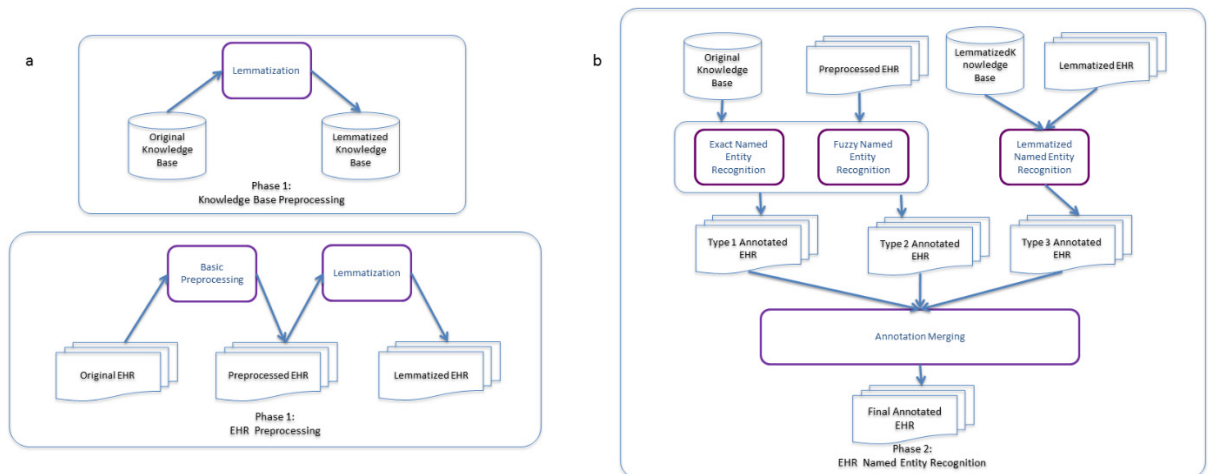 a
Lemmatization
Original
Knowledge
Base
Lemmatized
Knowledge
Base
Phase 1:
Knowledge Base Preprocessing
Basic
Preprocessing
Lemmatization
Original EHR
Preprocessed EHR
Lemmatized EHR
Phase 1:
EHR Preprocessing
b
Original
Knowledge
Base
Preprocessed EHR
LemmatizedK
nowledge
Base
Lemmatized EHR
Exact Named
Entity
Recognition
Fuzzy Named
Entity
Recognition
Lemmatized
Named Entity
Recognition
Type 1 Annotated
EHR
Type 2 Annotated
EHR
Type 3 Annotated
EHR
Annotation Merging
Final Annotated
EHR
Phase 2:
EHR Named Entity Recognition